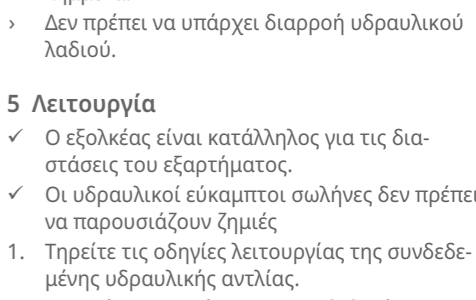 › Δεν πρέπει να υπάρχει διαρροή υδραυλικού
λαδιού.
5 Λειτουργία
✓ Ο εξολκέας είναι κατάλληλος για τις δια-
στάσεις του εξαρτήματος.
✓ Οι υδραυλικοί εύκαμπτοι σωλήνες δεν πρέπει
να παρουσιάζουν ζημιές
1. Τηρείτε τις οδηγίες λειτουργίας της συνδεδε-
μένης υδραυλικής αντλίας.